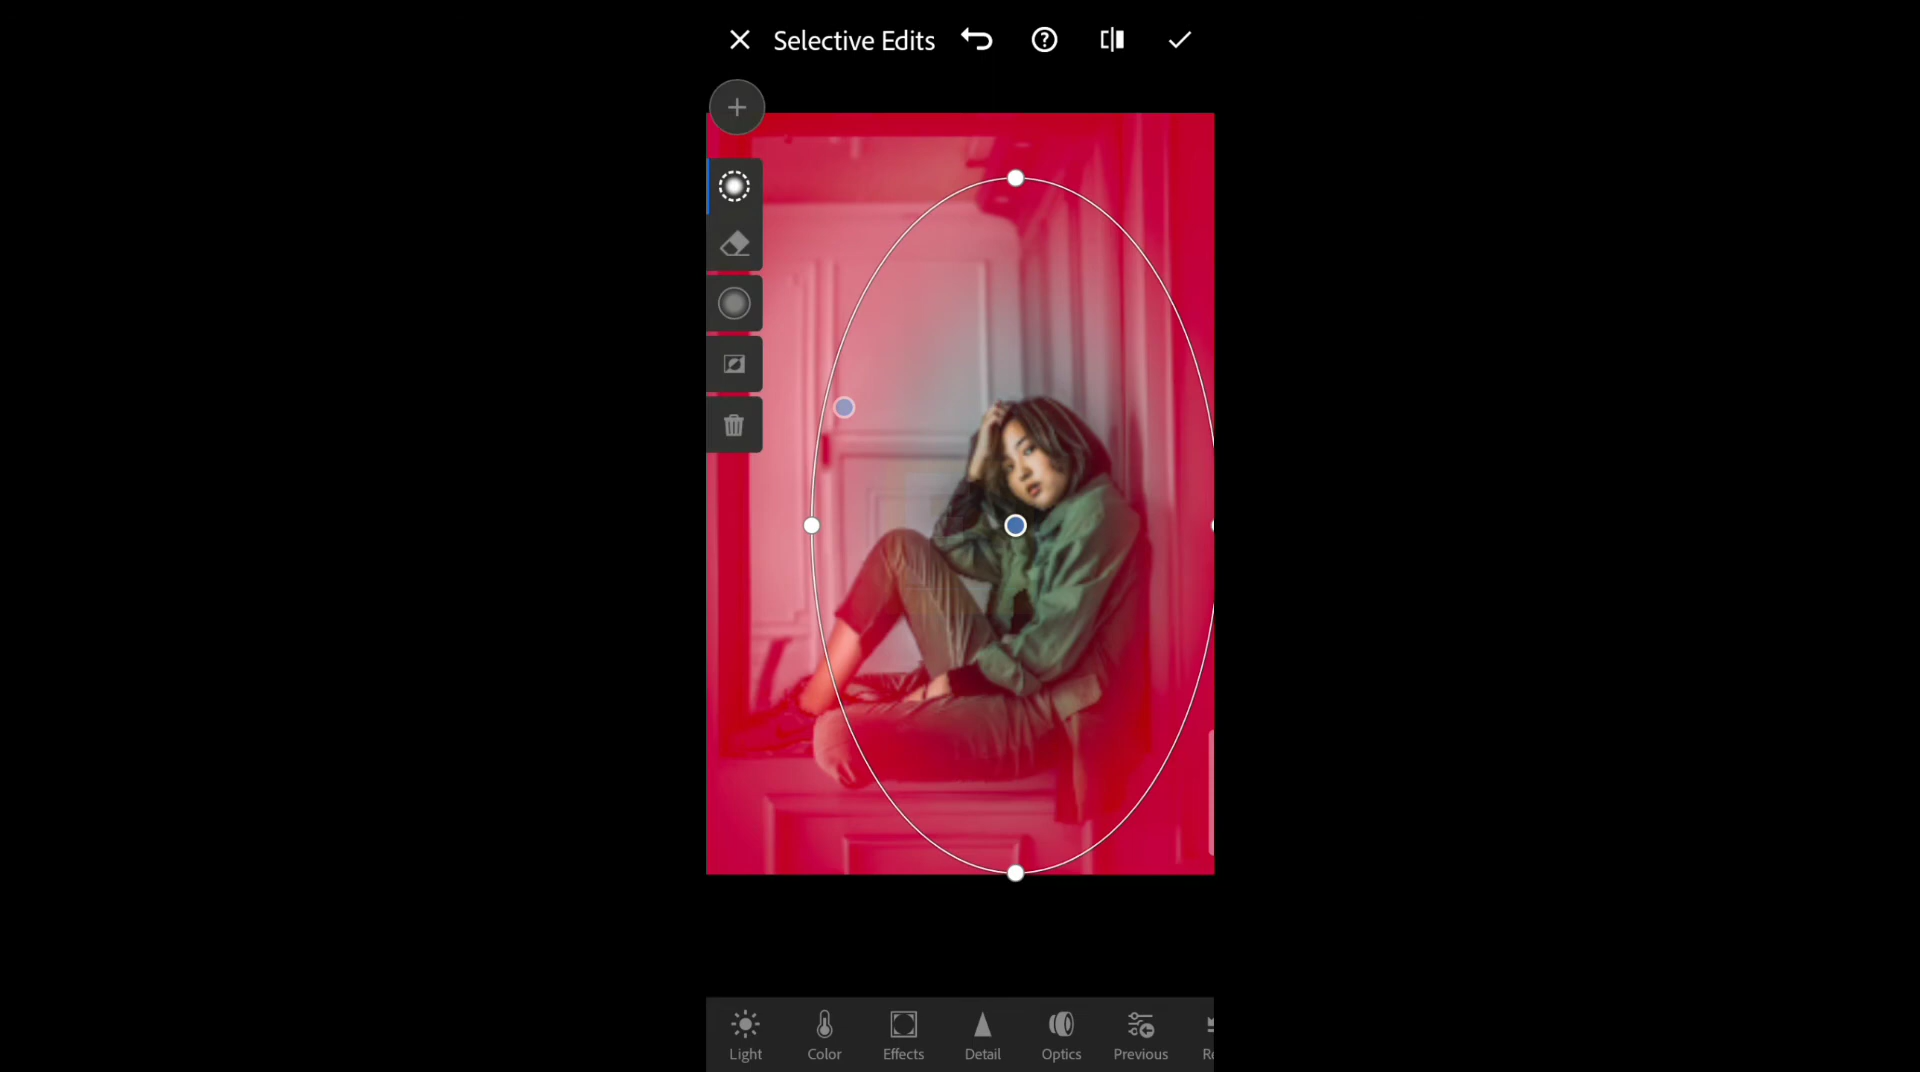 Selective Edits
Light
Color
Effects
Detail
Optics
Previous